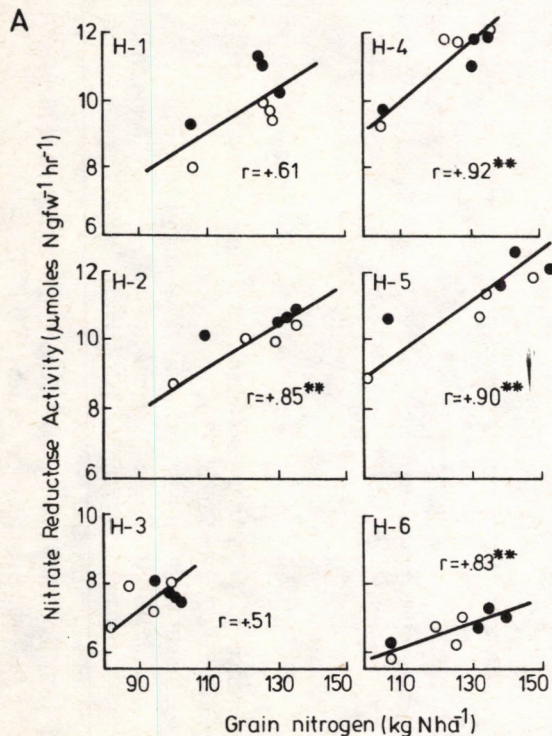 A
Nitrate Reductase Activity (μmoles Ngfw⁻¹ hr⁻¹)
12
10
8
6
H-1
r=+.61
H-4
r=+.92**
12
10
8
6
H-2
r=+.85**
H-5
r=+.90**
10
8
6
H-3
r=+.51
H-6
r=+.83**
90 110 130 150 110 130 150
Grain nitrogen (kg Nha⁻¹)